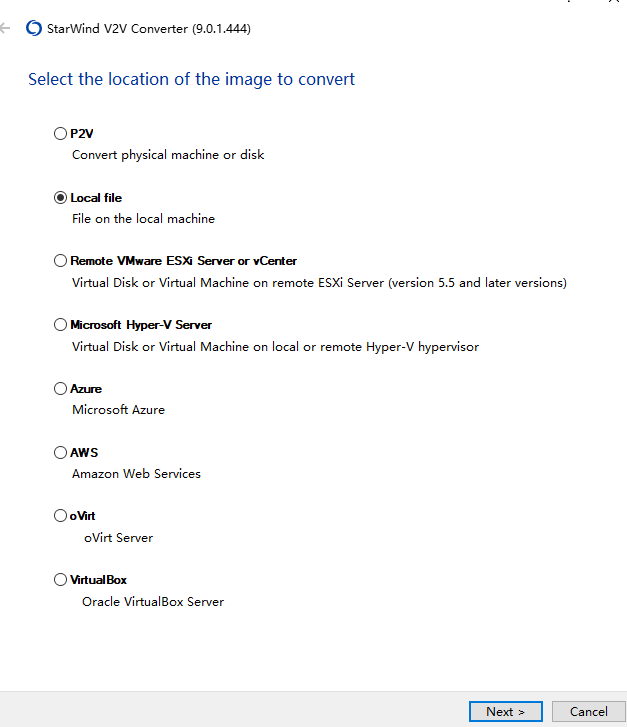 StarWind V2V Converter (9.0.1.444)
Select the location of the image to convert
P2V
Convert physical machine or disk
Local file
File on the local machine
Remote VMware ESXi Server or vCenter
Virtual Disk or Virtual Machine on remote ESXi Server (version 5.5 and later versions)
Microsoft Hyper-V Server
Virtual Disk or Virtual Machine on local or remote Hyper-V hypervisor
Azure
Microsoft Azure
AWS
Amazon Web Services
oVirt
oVirt Server
VirtualBox
Oracle VirtualBox Server
Next > Cancel